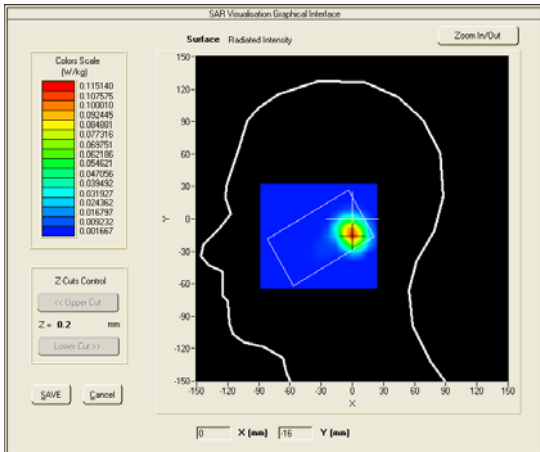 SAR Visualisation Graphical Interface
Surface Radiated Intensity
Zoom In/Out
Colors Scale
(W/kg)
0.115140
0.107575
0.100010
0.092445
0.084881
0.077316
0.069751
0.062186
0.054621
0.047056
0.039492
0.031927
0.024362
0.016797
0.009232
0.001667
150
120
90
60
30
0
-30
-60
-90
-120
-150
Y
-150 -120 -90 -60 -30 0 30 60 90 120 150
X
Z-Cuts Control
<< Upper Cut
Z = 0.2 mm
Lower Cut >>
SAVE Cancel
0 X (mm) -16 Y (mm)